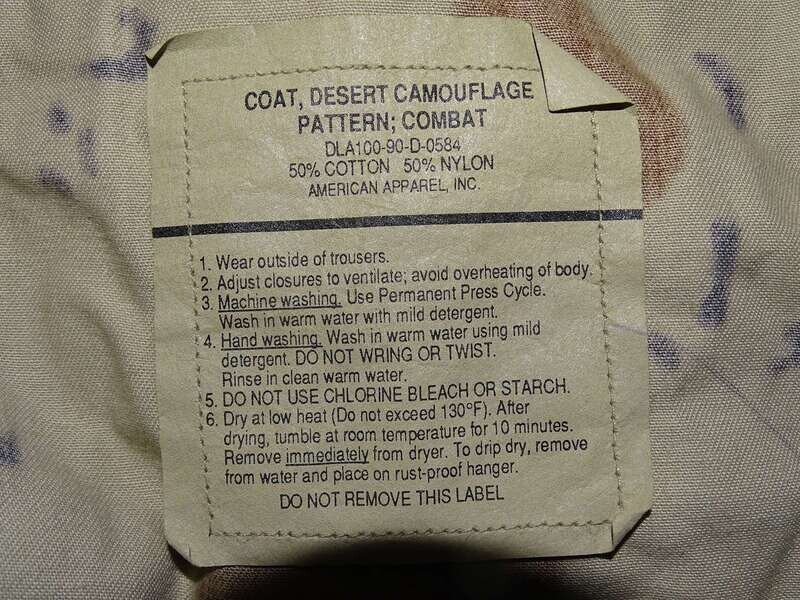 COAT, DESERT CAMOUFLAGE
PATTERN; COMBAT
DLA100-90-D-0584
50% COTTON 50% NYLON
AMERICAN APPAREL, INC.
1. Wear outside of trousers.
2. Adjust closures to ventilate; avoid overheating of body.
3. Machine washing. Use Permanent Press Cycle.
Wash in warm water with mild detergent.
4. Hand washing. Wash in warm water using mild
detergent. DO NOT WRING OR TWIST.
Rinse in clean warm water.
5. DO NOT USE CHLORINE BLEACH OR STARCH.
6. Dry at low heat (Do not exceed 130°F). After
drying, tumble at room temperature for 10 minutes.
Remove immediately from dryer. To drip dry, remove
from water and place on rust-proof hanger.
DO NOT REMOVE THIS LABEL